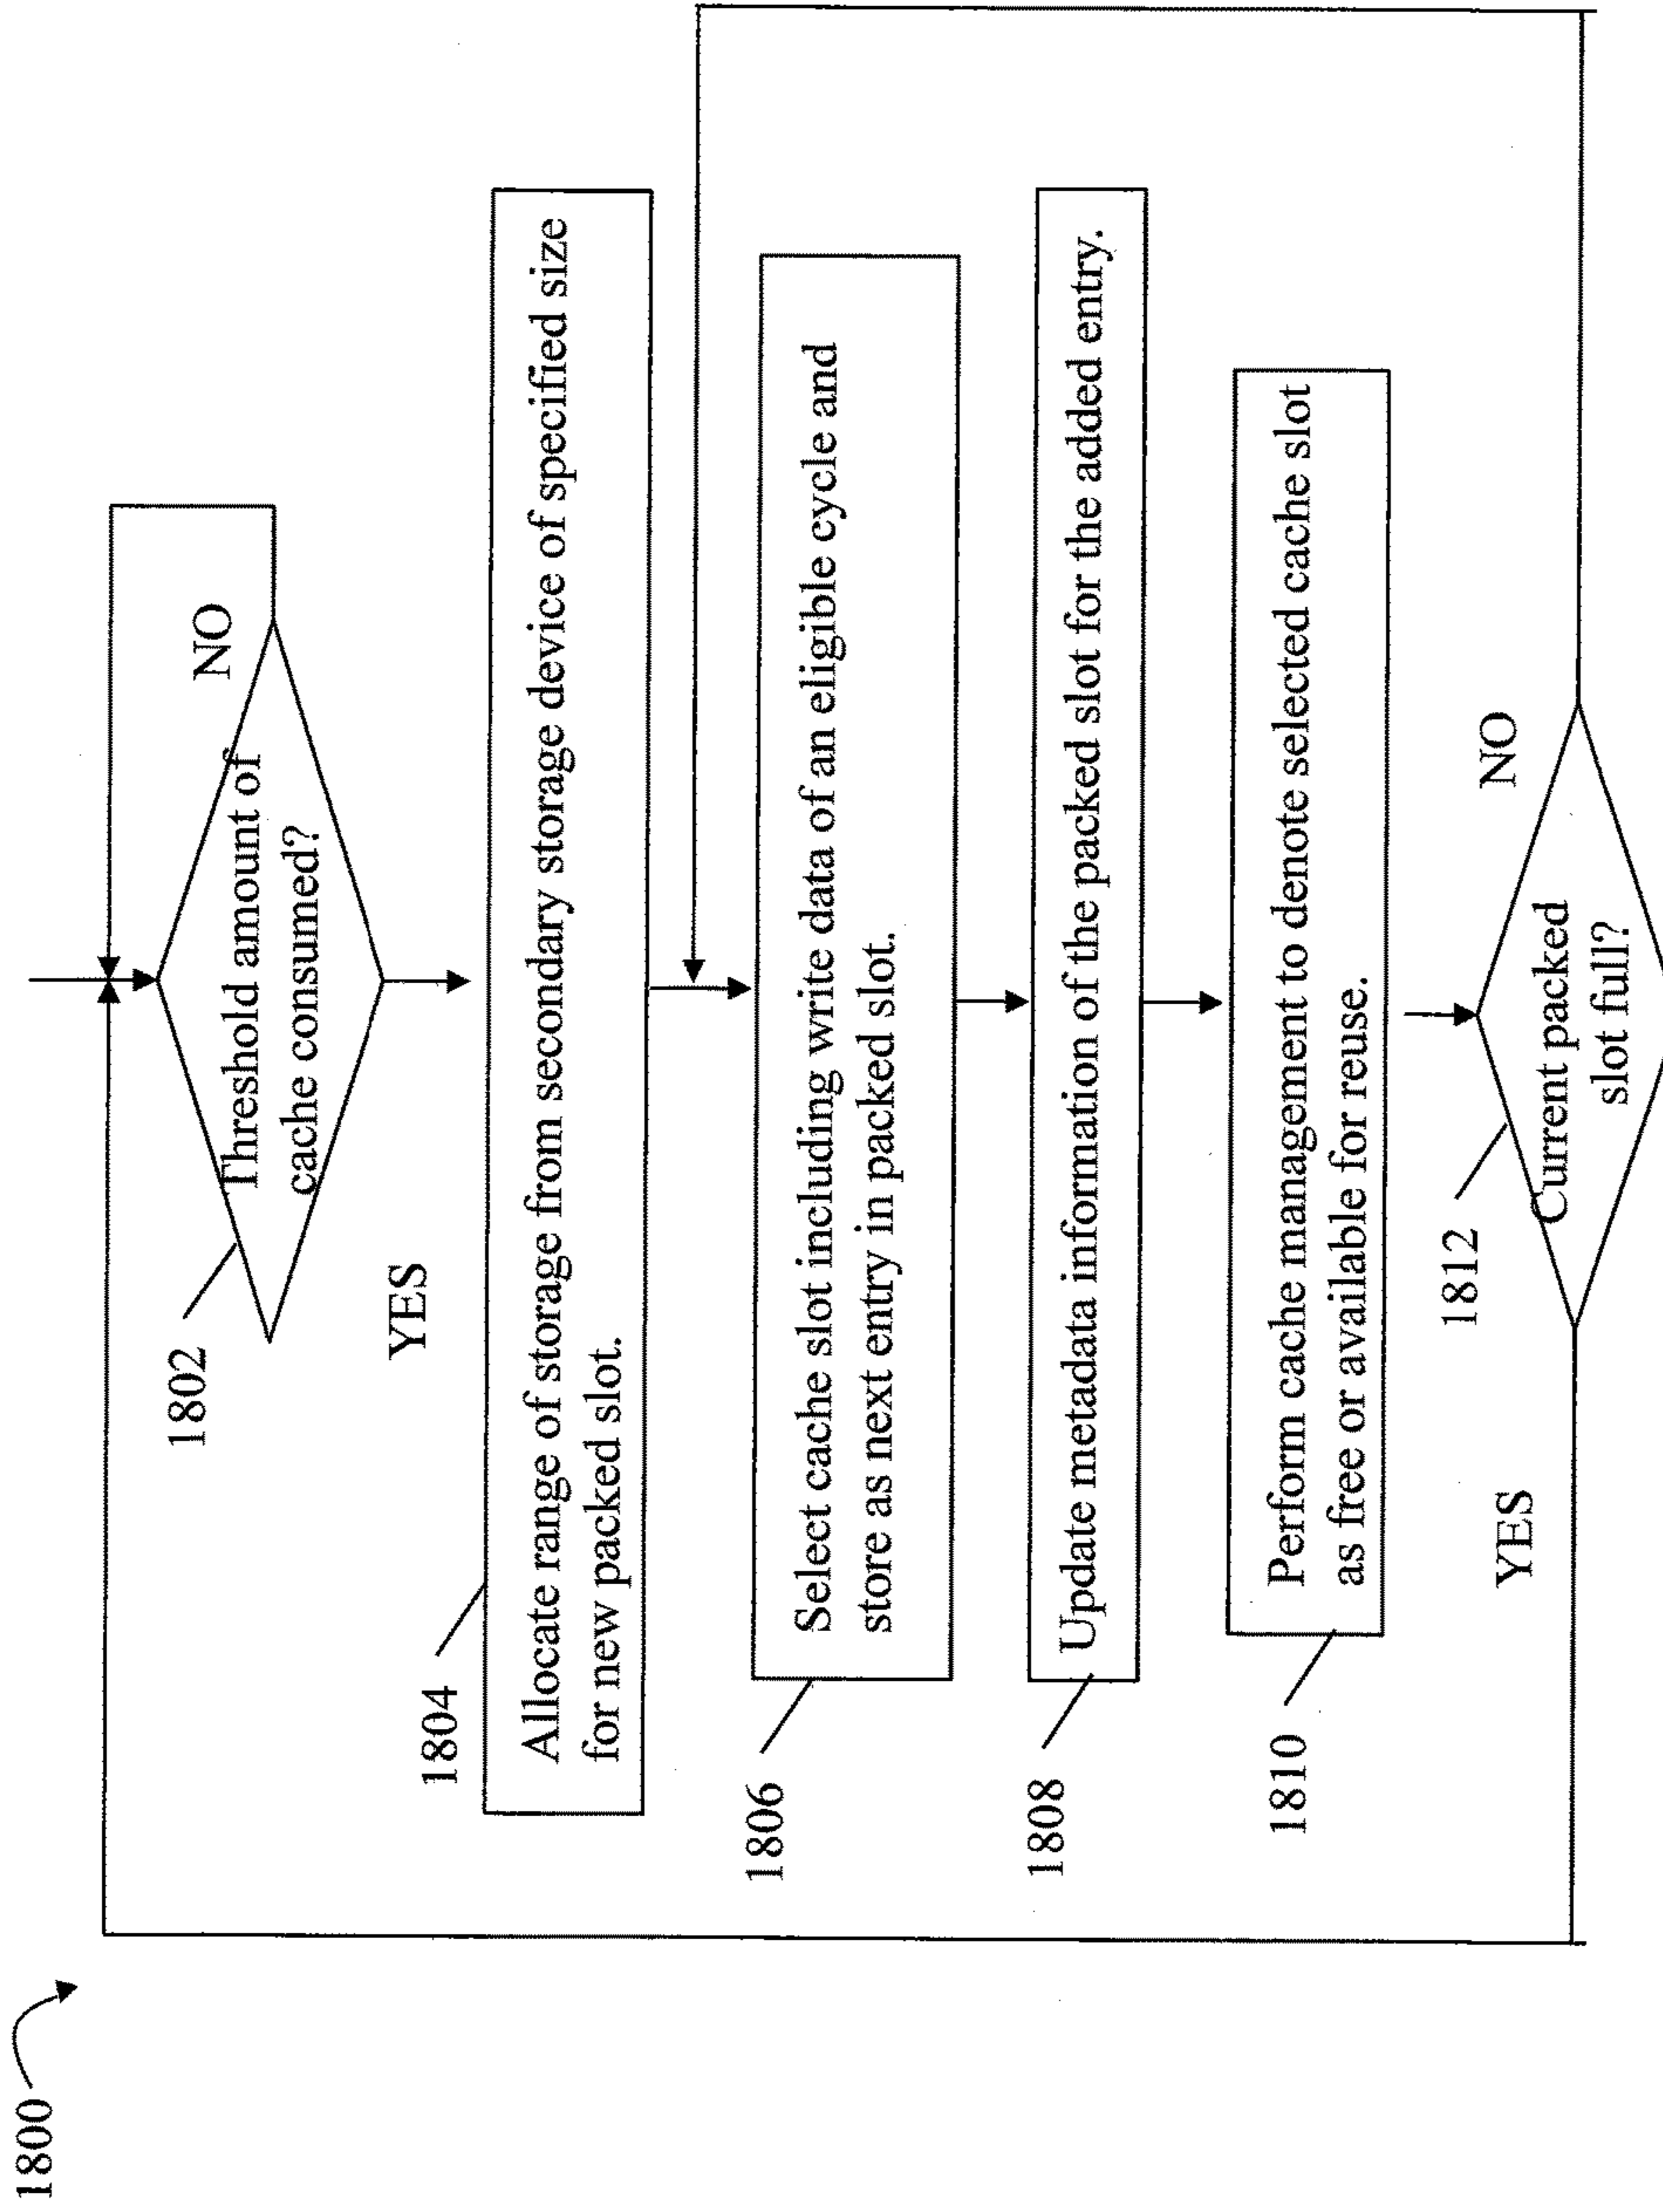 1800
1802
Threshold amount of
cache consumed?
NO
YES
1804
Allocate range of storage from secondary storage device of specified size
for new packed slot.
1806
Select cache slot including write data of an eligible cycle and
store as next entry in packed slot.
1808
Update metadata information of the packed slot for the added entry.
1810
Perform cache management to denote selected cache slot
as free or available for reuse.
1812
Current packed
slot full?
NO
YES